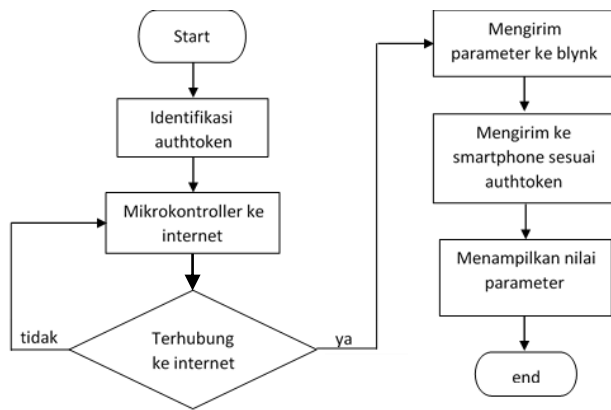 Start
Identifikasi
authtoken
Mikrokontroller ke
internet
Terhubung
ke internet
tidak
ya
Mengirim
parameter ke blynk
Mengirim ke
smartphone sesuai
authtoken
Menampilkan nilai
parameter
end